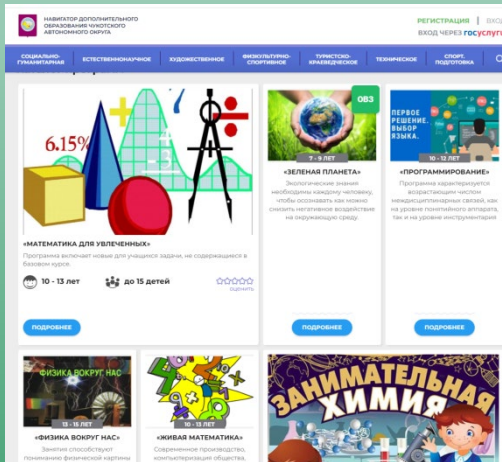 НАВИГАТОР ДОПОЛНИТЕЛЬНОГО
ОБРАЗОВАНИЯ ЧУКОТСКОГО
АВТОНОМНОГО ОКРУГА
РЕГИСТРАЦИЯ | ВХОД
ВХОД ЧЕРЕЗ госуслуги
СОЦИАЛЬНО-
ГУМАНИТАРНАЯ
ЕСТЕСТВЕННОНАУЧНОЕ
ХУДОЖЕСТВЕННОЕ
ФИЗКУЛЬТУРНО-
СПОРТИВНОЕ
ТУРИСТСКО-
КРАЕВЕДЧЕСКОЕ
ТЕХНИЧЕСКОЕ
СПОРТ.
ПОДГОТОВКА
6.15%
«МАТЕМАТИКА ДЛЯ УВЛЕЧЕННЫХ»
Программа включает новые для учащихся задачи, не содержащиеся в
базовом курсе.
10 - 13 лет
до 15 детей
оценить
ПОДРОБНЕЕ
ОВЗ
7 - 9 ЛЕТ
«ЗЕЛЕНАЯ ПЛАНЕТА»
Экологические знания
необходимы каждому человеку,
чтобы осознавать как можно
снизить негативное воздействие
на окружающую среду.
ПОДРОБНЕЕ
ПЕРВОЕ
РЕШЕНИЕ.
ВЫБОР
ЯЗЫКА.
10 - 12 ЛЕТ
«ПРОГРАММИРОВАНИЕ»
Программа характеризуется
возрастающим числом
междисциплинарных связей, как
на уровне понятийного аппарата,
так и на уровне инструментария
ПОДРОБНЕЕ
ФИЗИКА ВОКРУГ НАС
13 - 15 ЛЕТ
«ФИЗИКА ВОКРУГ НАС»
Занятия способствуют
пониманию физической картины
10 - 13 ЛЕТ
«ЖИВАЯ МАТЕМАТИКА»
Современное производство,
компьютеризация общества,
ЗАНИМАТЕЛЬНАЯ
ХИМИЯ